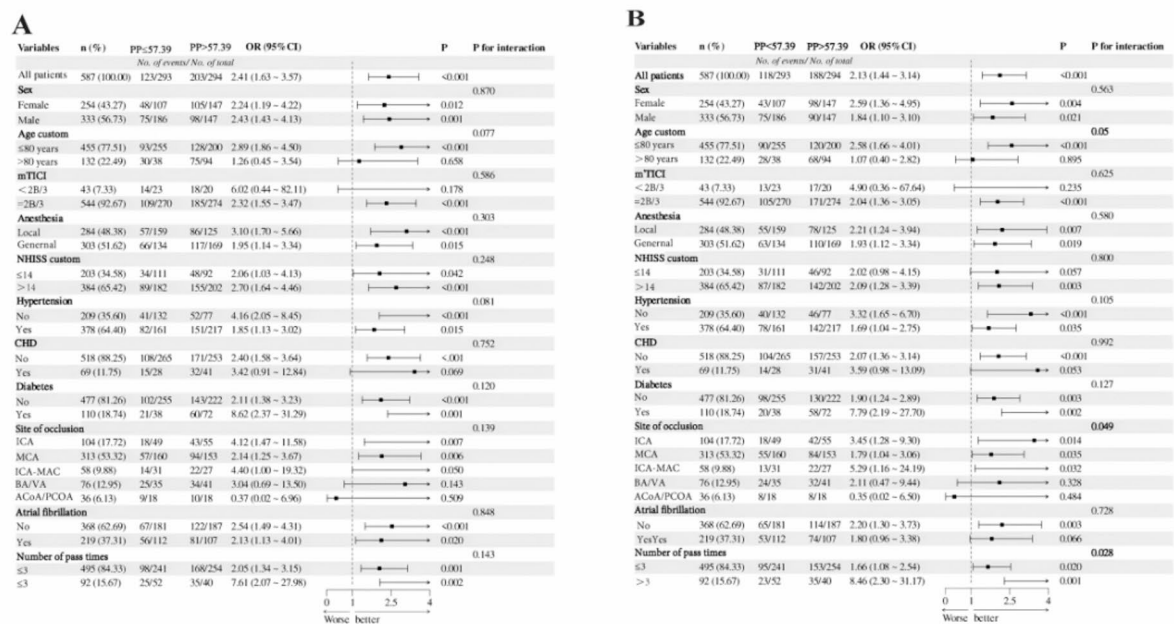 A
Variables n (%) PP≤57.39 PP>57.39 OR (95%CI) P P for interaction
No. of events/ No. of total
All patients 587 (100.00) 123/293 203/294 2.41 (1.63 ~ 3.57) <0.001
Sex 0.870
Female 254 (43.27) 48/107 105/147 2.24 (1.19 ~ 4.22) 0.012
Male 333 (56.73) 75/186 98/147 2.43 (1.43 ~ 4.13) 0.001
Age custom 0.077
≤80 years 455 (77.51) 93/255 128/200 2.89 (1.86 ~ 4.50) <0.001
>80 years 132 (22.49) 30/38 75/94 1.26 (0.45 ~ 3.54) 0.658
mTICI 0.586
<2B/3 43 (7.33) 14/23 18/20 6.02 (0.44 ~ 82.11) 0.178
=2B/3 544 (92.67) 109/270 185/274 2.32 (1.55 ~ 3.47) <0.001
Anesthesia 0.303
Local 284 (48.38) 57/159 86/125 3.10 (1.70 ~ 5.66) <0.001
Genernal 303 (51.62) 66/134 117/169 1.95 (1.14 ~ 3.34) 0.015
NHISS custom 0.248
≤14 203 (34.58) 34/111 48/92 2.06 (1.03 ~ 4.13) 0.042
>14 384 (65.42) 89/182 155/202 2.70 (1.64 ~ 4.46) <0.001
Hypertension 0.081
No 209 (35.60) 41/132 52/77 4.16 (2.05 ~ 8.45) <0.001
Yes 378 (64.40) 82/161 151/217 1.85 (1.13 ~ 3.02) 0.015
CHD 0.752
No 518 (88.25) 108/265 171/253 2.40 (1.58 ~ 3.64) <.001
Yes 69 (11.75) 15/28 32/41 3.42 (0.91 ~ 12.84) 0.069
Diabetes 0.120
No 477 (81.26) 102/255 143/222 2.11 (1.38 ~ 3.23) <0.001
Yes 110 (18.74) 21/38 60/72 8.62 (2.37 ~ 31.29) 0.001
Site of occlusion 0.139
ICA 104 (17.72) 18/49 43/55 4.12 (1.47 ~ 11.58) 0.007
MCA 313 (53.32) 57/160 94/153 2.14 (1.25 ~ 3.67) 0.006
ICA-MAC 58 (9.88) 14/31 22/27 4.40 (1.00 ~ 19.32) 0.050
BA/VA 76 (12.95) 25/35 34/41 3.04 (0.69 ~ 13.50) 0.143
ACoA/PCOA 36 (6.13) 9/18 10/18 0.37 (0.02 ~ 6.96) 0.509
Atrial fibrillation 0.848
No 368 (62.69) 67/181 122/187 2.54 (1.49 ~ 4.31) <0.001
Yes 219 (37.31) 56/112 81/107 2.13 (1.13 ~ 4.01) 0.020
Number of pass times 0.143
≤3 495 (84.33) 98/241 168/254 2.05 (1.34 ~ 3.15) 0.001
≤3 92 (15.67) 25/52 35/40 7.61 (2.07 ~ 27.98) 0.002
0 1 2.5 4
Worse better
B
Variables n (%) PP<57.39 PP>57.39 OR (95%CI) P P for interaction
No. of events/ No. of total
All patients 587 (100.00) 118/293 188/294 2.13 (1.44 ~ 3.14) <0.001
Sex 0.563
Female 254 (43.27) 43/107 98/147 2.59 (1.36 ~ 4.95) 0.004
Male 333 (56.73) 75/186 90/147 1.84 (1.10 ~ 3.10) 0.021
Age custom 0.05
≤80 years 455 (77.51) 90/255 120/200 2.58 (1.66 ~ 4.01) <0.001
>80 years 132 (22.49) 28/38 68/94 1.07 (0.40 ~ 2.82) 0.895
m'TICI 0.625
<2B/3 43 (7.33) 13/23 17/20 4.90 (0.36 ~ 67.64) 0.235
=2B/3 544 (92.67) 105/270 171/274 2.04 (1.36 ~ 3.05) <0.001
Anesthesia 0.580
Local 284 (48.38) 55/159 78/125 2.21 (1.24 ~ 3.94) 0.007
Genernal 303 (51.62) 63/134 110/169 1.93 (1.12 ~ 3.34) 0.019
NHISS custom 0.800
≤14 203 (34.58) 31/111 46/92 2.02 (0.98 ~ 4.15) 0.057
>14 384 (65.42) 87/182 142/202 2.09 (1.28 ~ 3.39) 0.003
Hypertension 0.105
No 209 (35.60) 40/132 46/77 3.32 (1.65 ~ 6.70) <0.001
Yes 378 (64.40) 78/161 142/217 1.69 (1.04 ~ 2.75) 0.035
CHD 0.992
No 518 (88.25) 104/265 157/253 2.07 (1.36 ~ 3.14) <0.001
Yes 69 (11.75) 14/28 31/41 3.59 (0.98 ~ 13.09) 0.053
Diabetes 0.127
No 477 (81.26) 98/255 130/222 1.90 (1.24 ~ 2.89) 0.003
Yes 110 (18.74) 20/38 58/72 7.79 (2.19 ~ 27.70) 0.002
Site of occlusion 0.049
ICA 104 (17.72) 18/49 42/55 3.45 (1.28 ~ 9.30) 0.014
MCA 313 (53.32) 55/160 84/153 1.79 (1.04 ~ 3.06) 0.035
ICA-MAC 58 (9.88) 13/31 22/27 5.29 (1.16 ~ 24.19) 0.032
BA/VA 76 (12.95) 24/35 32/41 2.11 (0.47 ~ 9.44) 0.328
ACoA/PCOA 36 (6.13) 8/18 8/18 0.35 (0.02 ~ 6.50) 0.484
Atrial fibrillation 0.728
No 368 (62.69) 65/181 114/187 2.20 (1.30 ~ 3.73) 0.003
YesYes 219 (37.31) 53/112 74/107 1.80 (0.96 ~ 3.38) 0.066
Number of pass times 0.028
≤3 495 (84.33) 95/241 153/254 1.66 (1.08 ~ 2.54) 0.020
>3 92 (15.67) 23/52 35/40 8.46 (2.30 ~ 31.17) 0.001
0 1 2.5 4
Worse better